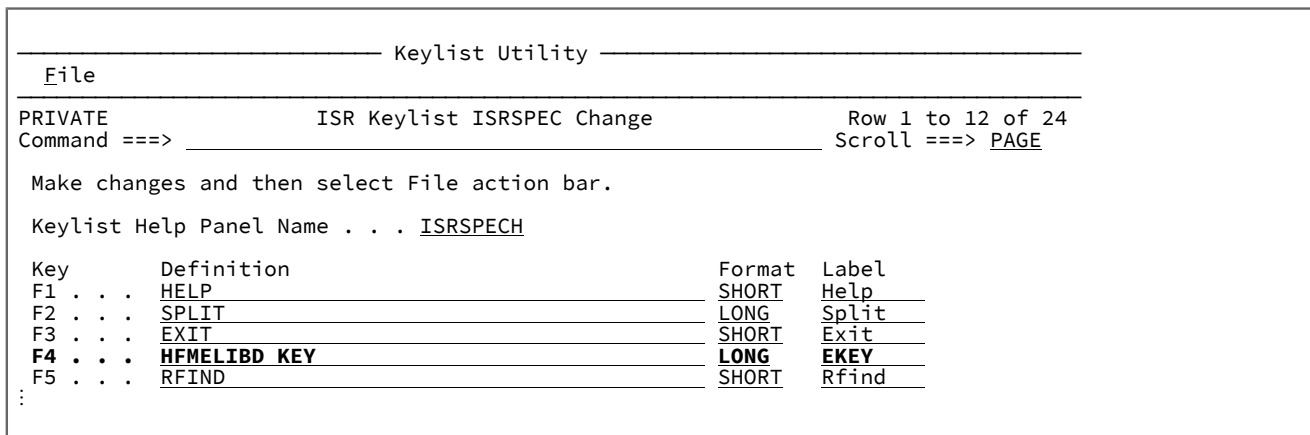 Keylist Utility
File
PRIVATE ISR Keylist ISRSPEC Change Row 1 to 12 of 24
Command ===> Scroll ===> PAGE
Make changes and then select File action bar.
Keylist Help Panel Name . . . ISRSPECH
Key Definition Format Label
F1 . . . HELP SHORT Help
F2 . . . SPLIT LONG Split
F3 . . . EXIT SHORT Exit
F4 . . . HFMELIBD KEY LONG EKEY
F5 . . . RFIND SHORT Rfind
⋮